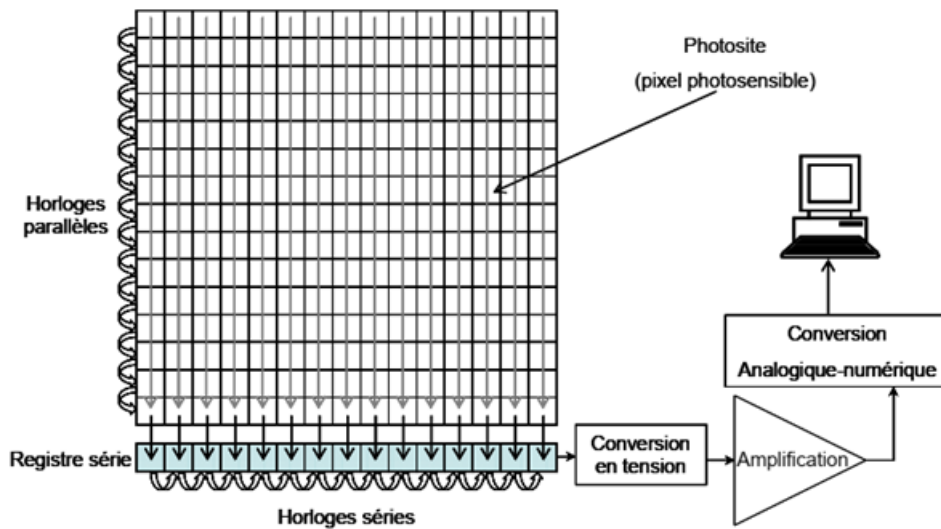 Photosite
(pixel photosensible)
Horloges
parallèles
Conversion
Analogique-numérique
Registre série
Conversion
en tension
Amplification
Horloges séries